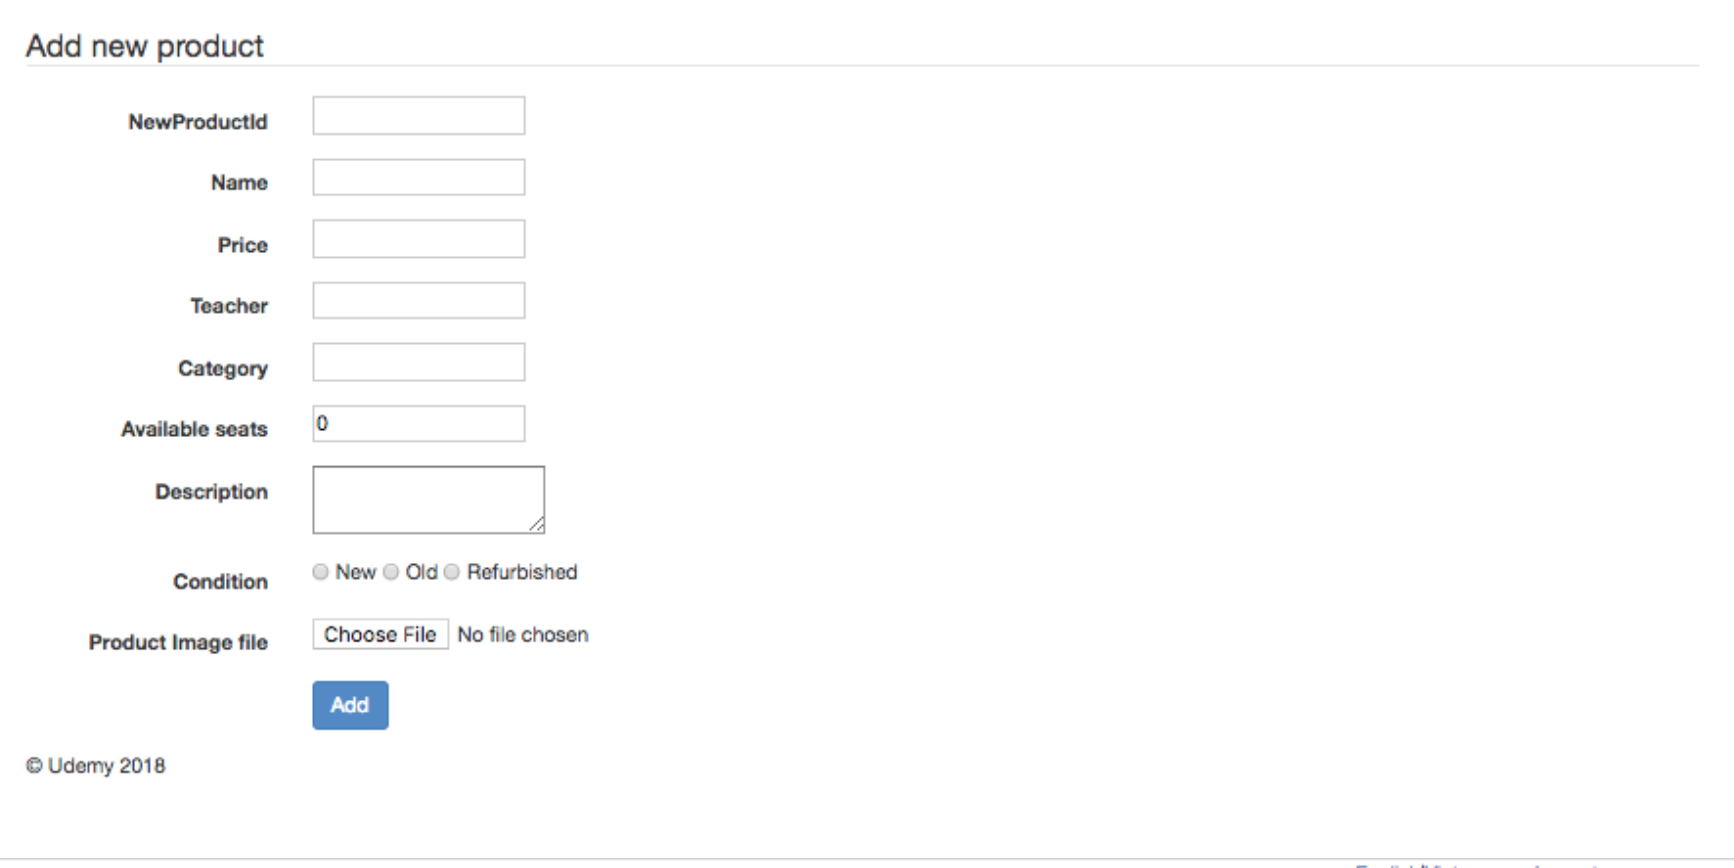 Add new product
NewProductId
Name
Price
Teacher
Category
Available seats 0
Description
Condition New Old Refurbished
Product Image file Choose File No file chosen
Add
© Udemy 2018